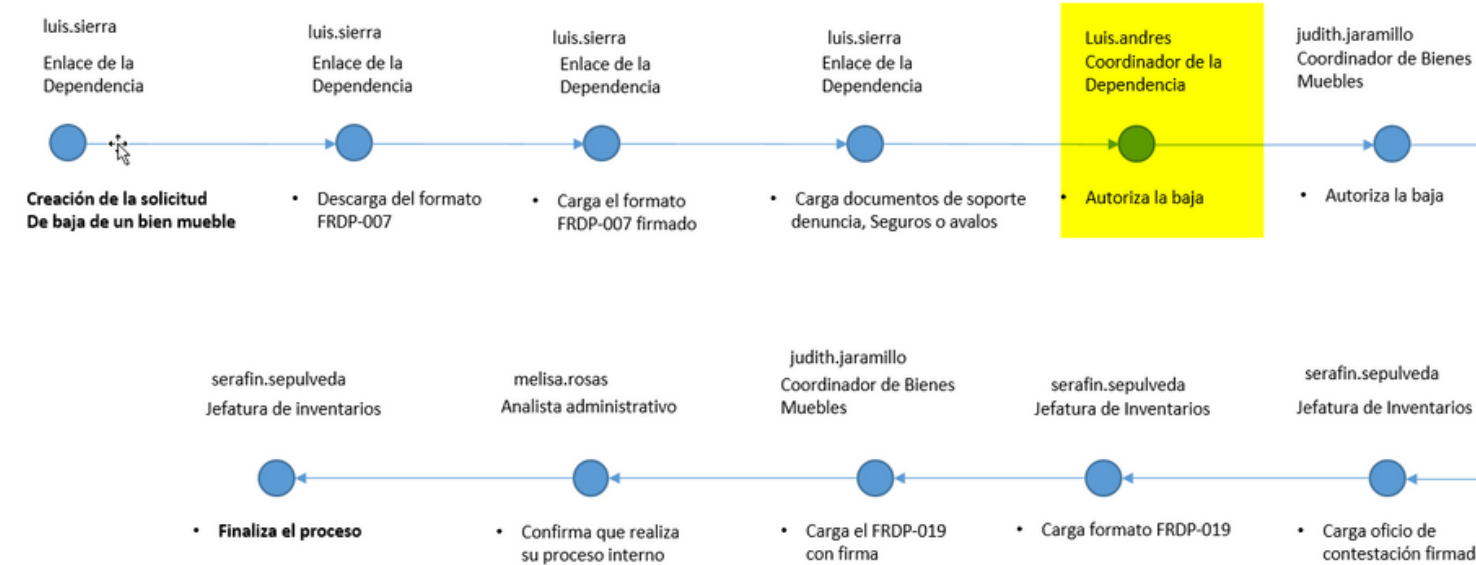 luis.sierra
Enlace de la
Dependencia
Creación de la solicitud
De baja de un bien mueble
luis.sierra
Enlace de la
Dependencia
• Descarga del formato
FRDP-007
luis.sierra
Enlace de la
Dependencia
• Carga el formato
FRDP-007 firmado
luis.sierra
Enlace de la
Dependencia
• Carga documentos de soporte
denuncia, Seguros o avalos
Luis.andres
Coordinador de la
Dependencia
• Autoriza la baja
judith.jaramillo
Coordinador de Bienes
Muebles
• Autoriza la baja
serafin.sepulveda
Jefatura de inventarios
• Finaliza el proceso
melisa.rosas
Analista administrativo
• Confirma que realiza
su proceso interno
judith.jaramillo
Coordinador de Bienes
Muebles
• Carga el FRDP-019
con firma
serafin.sepulveda
Jefatura de Inventarios
• Carga formato FRDP-019
serafin.sepulveda
Jefatura de Inventarios
• Carga oficio de
contestación firmad